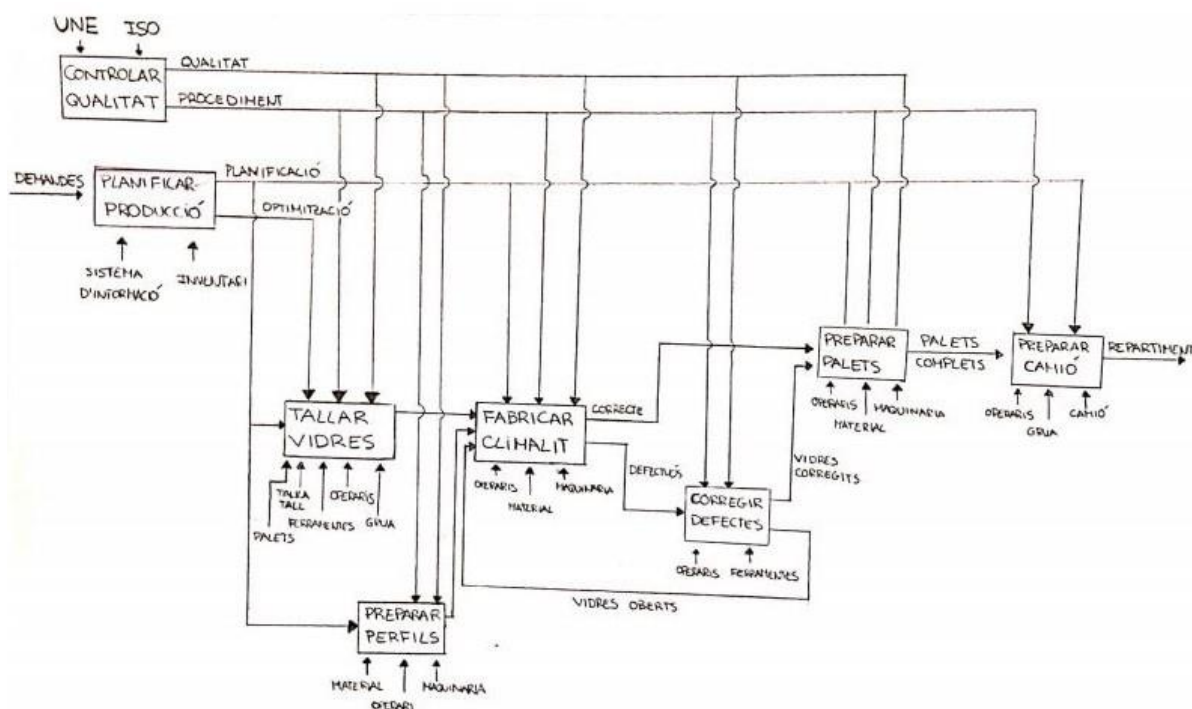 UNE ISO
CONTROLAR
QUALITAT
QUALITAT
PROCEDIMENT
DEMANDES
PLANIFICAR
PRODUCCIÓ
PLANIFICACIÓ
OPTIMITZACIÓ
SISTEMA
D'INFORMACIÓ
INVENTARI
TALLAR
VIDRES
PALETS
TALL
FERRAMENTES
OPERARIS
GRUA
PREPARAR
PERFILS
MATERIAL
OPERARI
MAQUINARIA
FABRICAR
CLIMALIT
OPERARIS
MATERIAL
MAQUINARIA
CORRECTE
DEFECTUÓS
CORREGIR
DEFECTES
OPERARIS
FERRAMENTES
VIDRES OBERTS
VIDRES
CORREGITS
PREPARAR
PALETS
OPERARIS
MATERIAL
MAQUINARIA
PALETS
COMPLETS
PREPARAR
CAMIÓ
OPERARIS
GRUA
CAMIÓ
REPARTIMENT